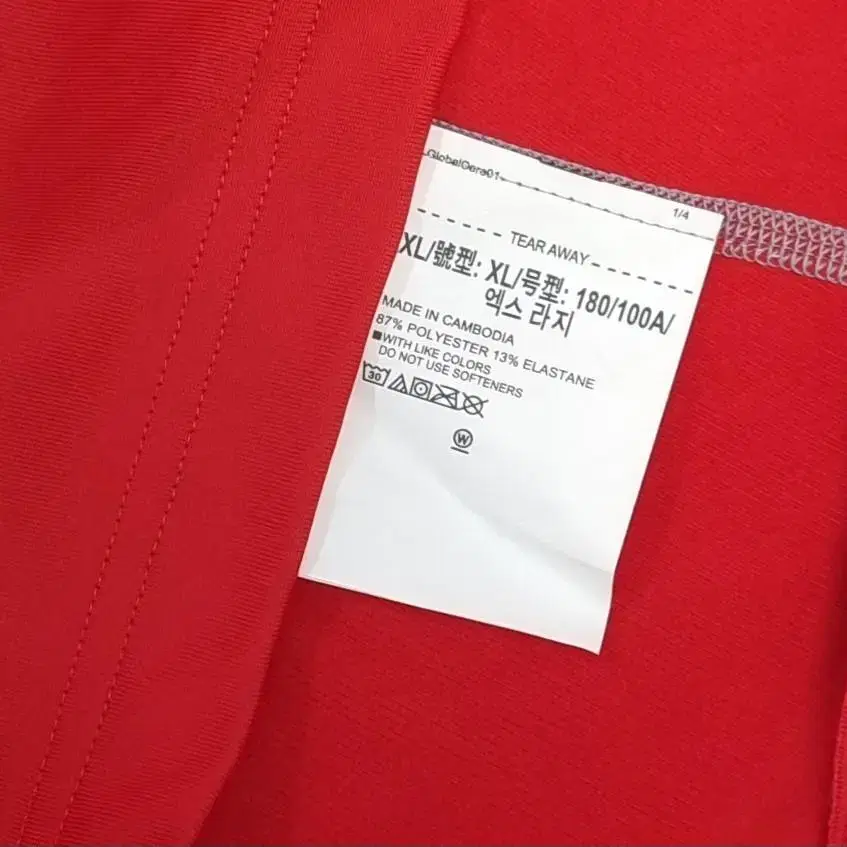 GlobalCare01
1/4
TEAR AWAY
XL/號型: XL/号型: 180/100A/
엑스 라지
MADE IN CAMBODIA
87% POLYESTER 13% ELASTANE
■WITH LIKE COLORS
DO NOT USE SOFTENERS
30
W